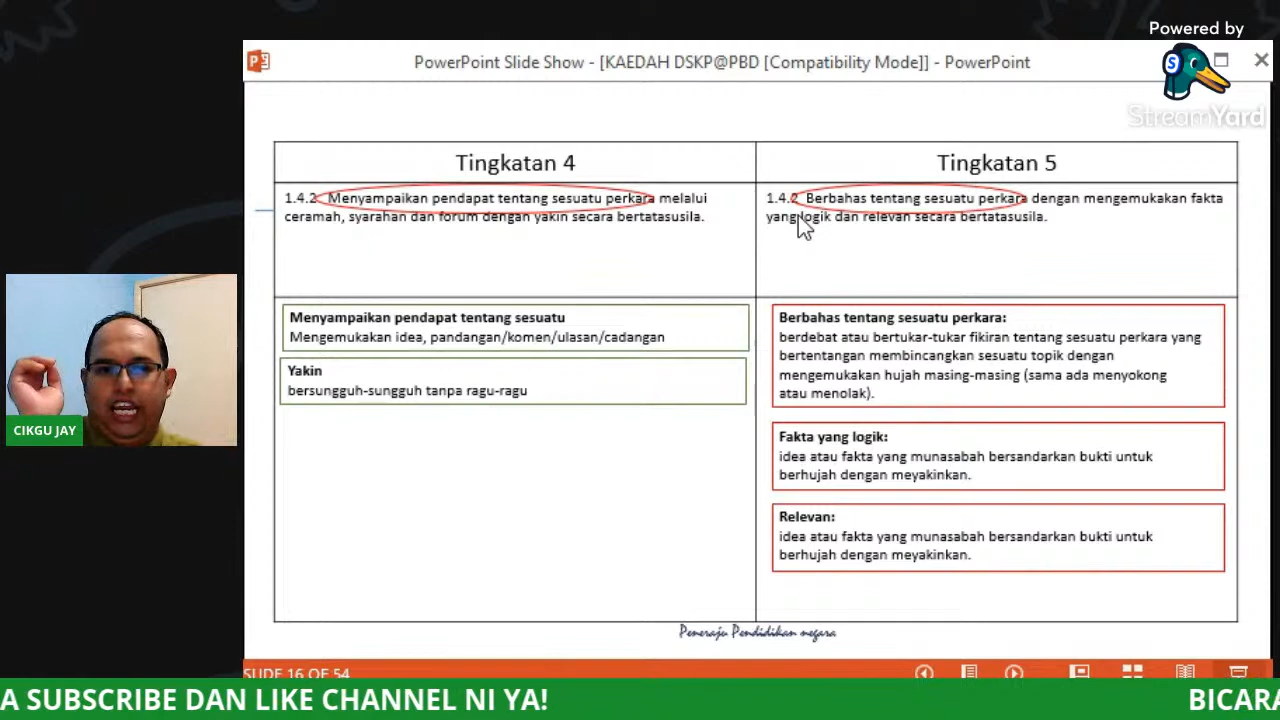 Powered by
StreamYard
PowerPoint Slide Show - [KAEDAH DSKP@PBD [Compatibility Mode]] - PowerPoint
Tingkatan 4
1.4.2 Menyampaikan pendapat tentang sesuatu perkara melalui
ceramah, syarahan dan forum dengan yakin secara bertatasusila.
Menyampaikan pendapat tentang sesuatu
Mengemukakan idea, pandangan/komen/ulasan/cadangan
Yakin
bersungguh-sungguh tanpa ragu-ragu
Tingkatan 5
1.4.2 Berbahas tentang sesuatu perkara dengan mengemukakan fakta
yang logik dan relevan secara bertatasusila.
Berbahas tentang sesuatu perkara:
berdebat atau bertukar-tukar fikiran tentang sesuatu perkara yang
bertentangan membincangkan sesuatu topik dengan
mengemukakan hujah masing-masing (sama ada menyokong
atau menolak).
Fakta yang logik:
idea atau fakta yang munasabah bersandarkan bukti untuk
berhujah dengan meyakinkan.
Relevan:
idea atau fakta yang munasabah bersandarkan bukti untuk
berhujah dengan meyakinkan.
Peneraju Pendidikan negara
CIKGU JAY
SLIDE 16 OF 54
A SUBSCRIBE DAN LIKE CHANNEL NI YA!
BICARA